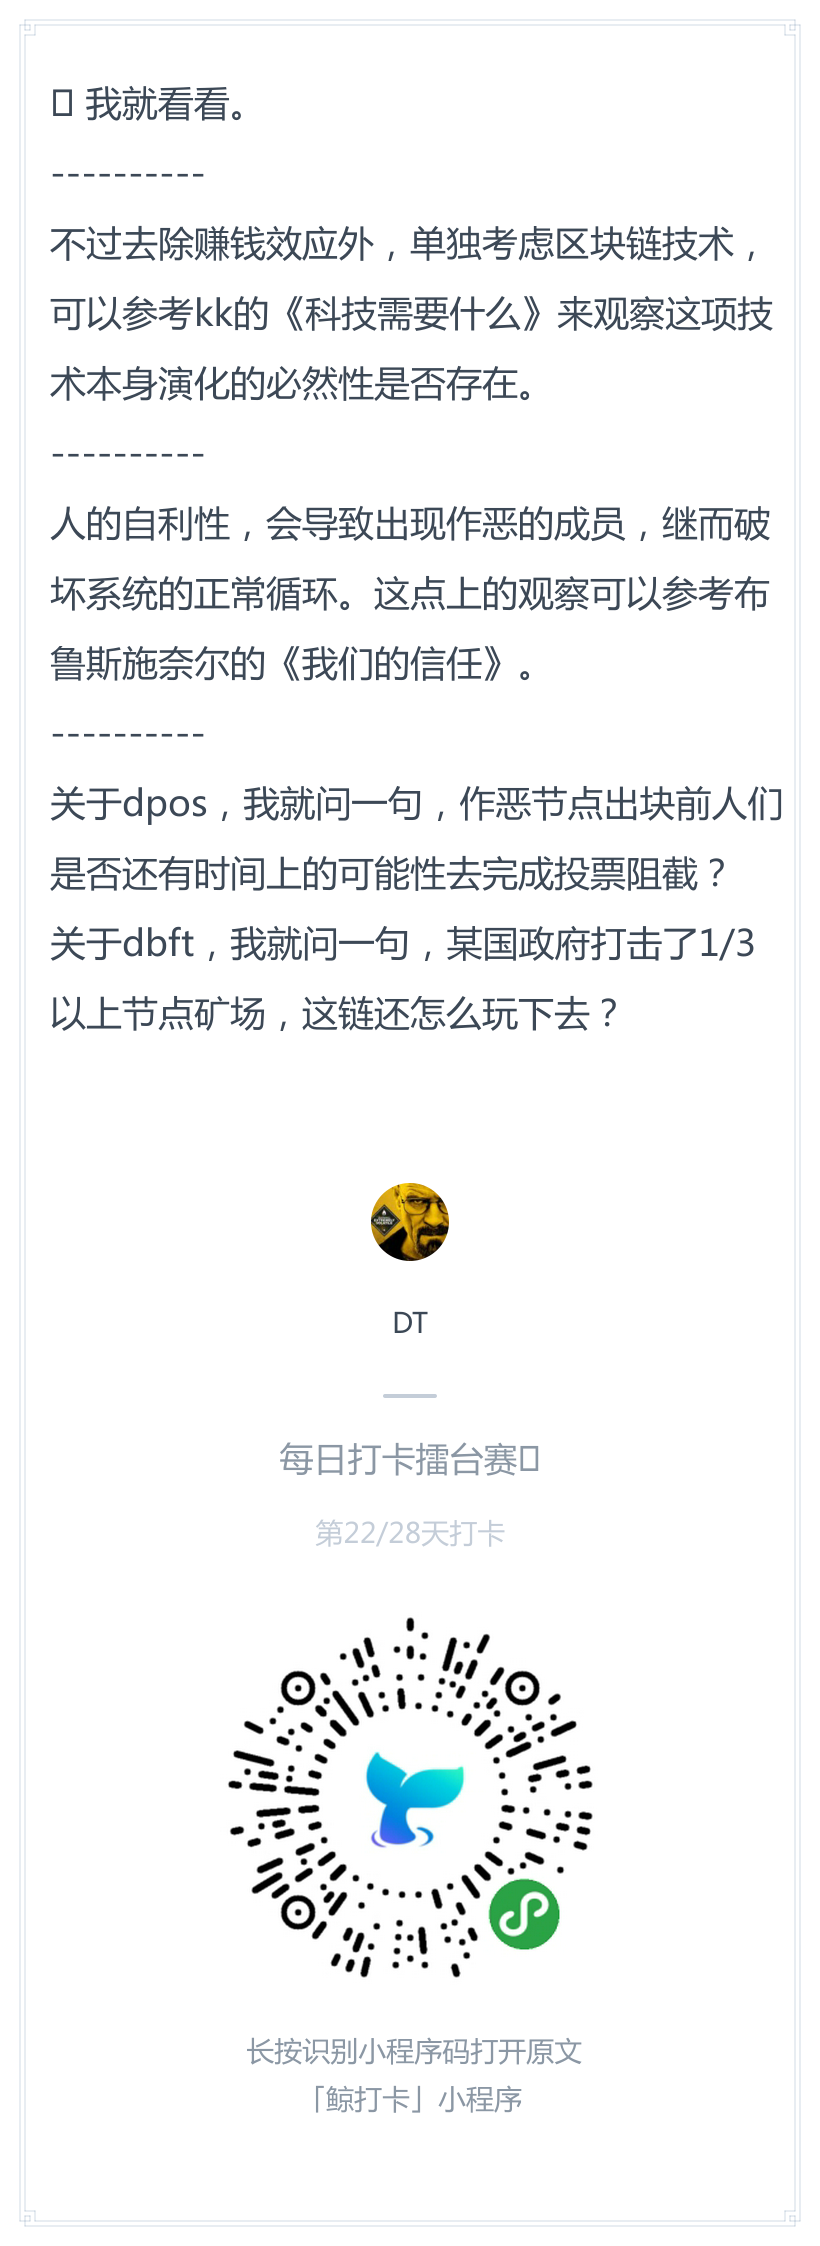 我就看看。
----------
不过去除赚钱效应外，单独考虑区块链技术，
可以参考kk的《科技需要什么》来观察这项技
术本身演化的必然性是否存在。
----------
人的自利性，会导致出现作恶的成员，继而破
坏系统的正常循环。这点上的观察可以参考布
鲁斯施奈尔的《我们的信任》。
----------
关于dpos，我就问一句，作恶节点出块前人们
是否还有时间上的可能性去完成投票阻截？
关于dbft，我就问一句，某国政府打击了1/3
以上节点矿场，这链还怎么玩下去？
DT
每日打卡擂台赛
第22/28天打卡
长按识别小程序码打开原文
「鲸打卡」小程序